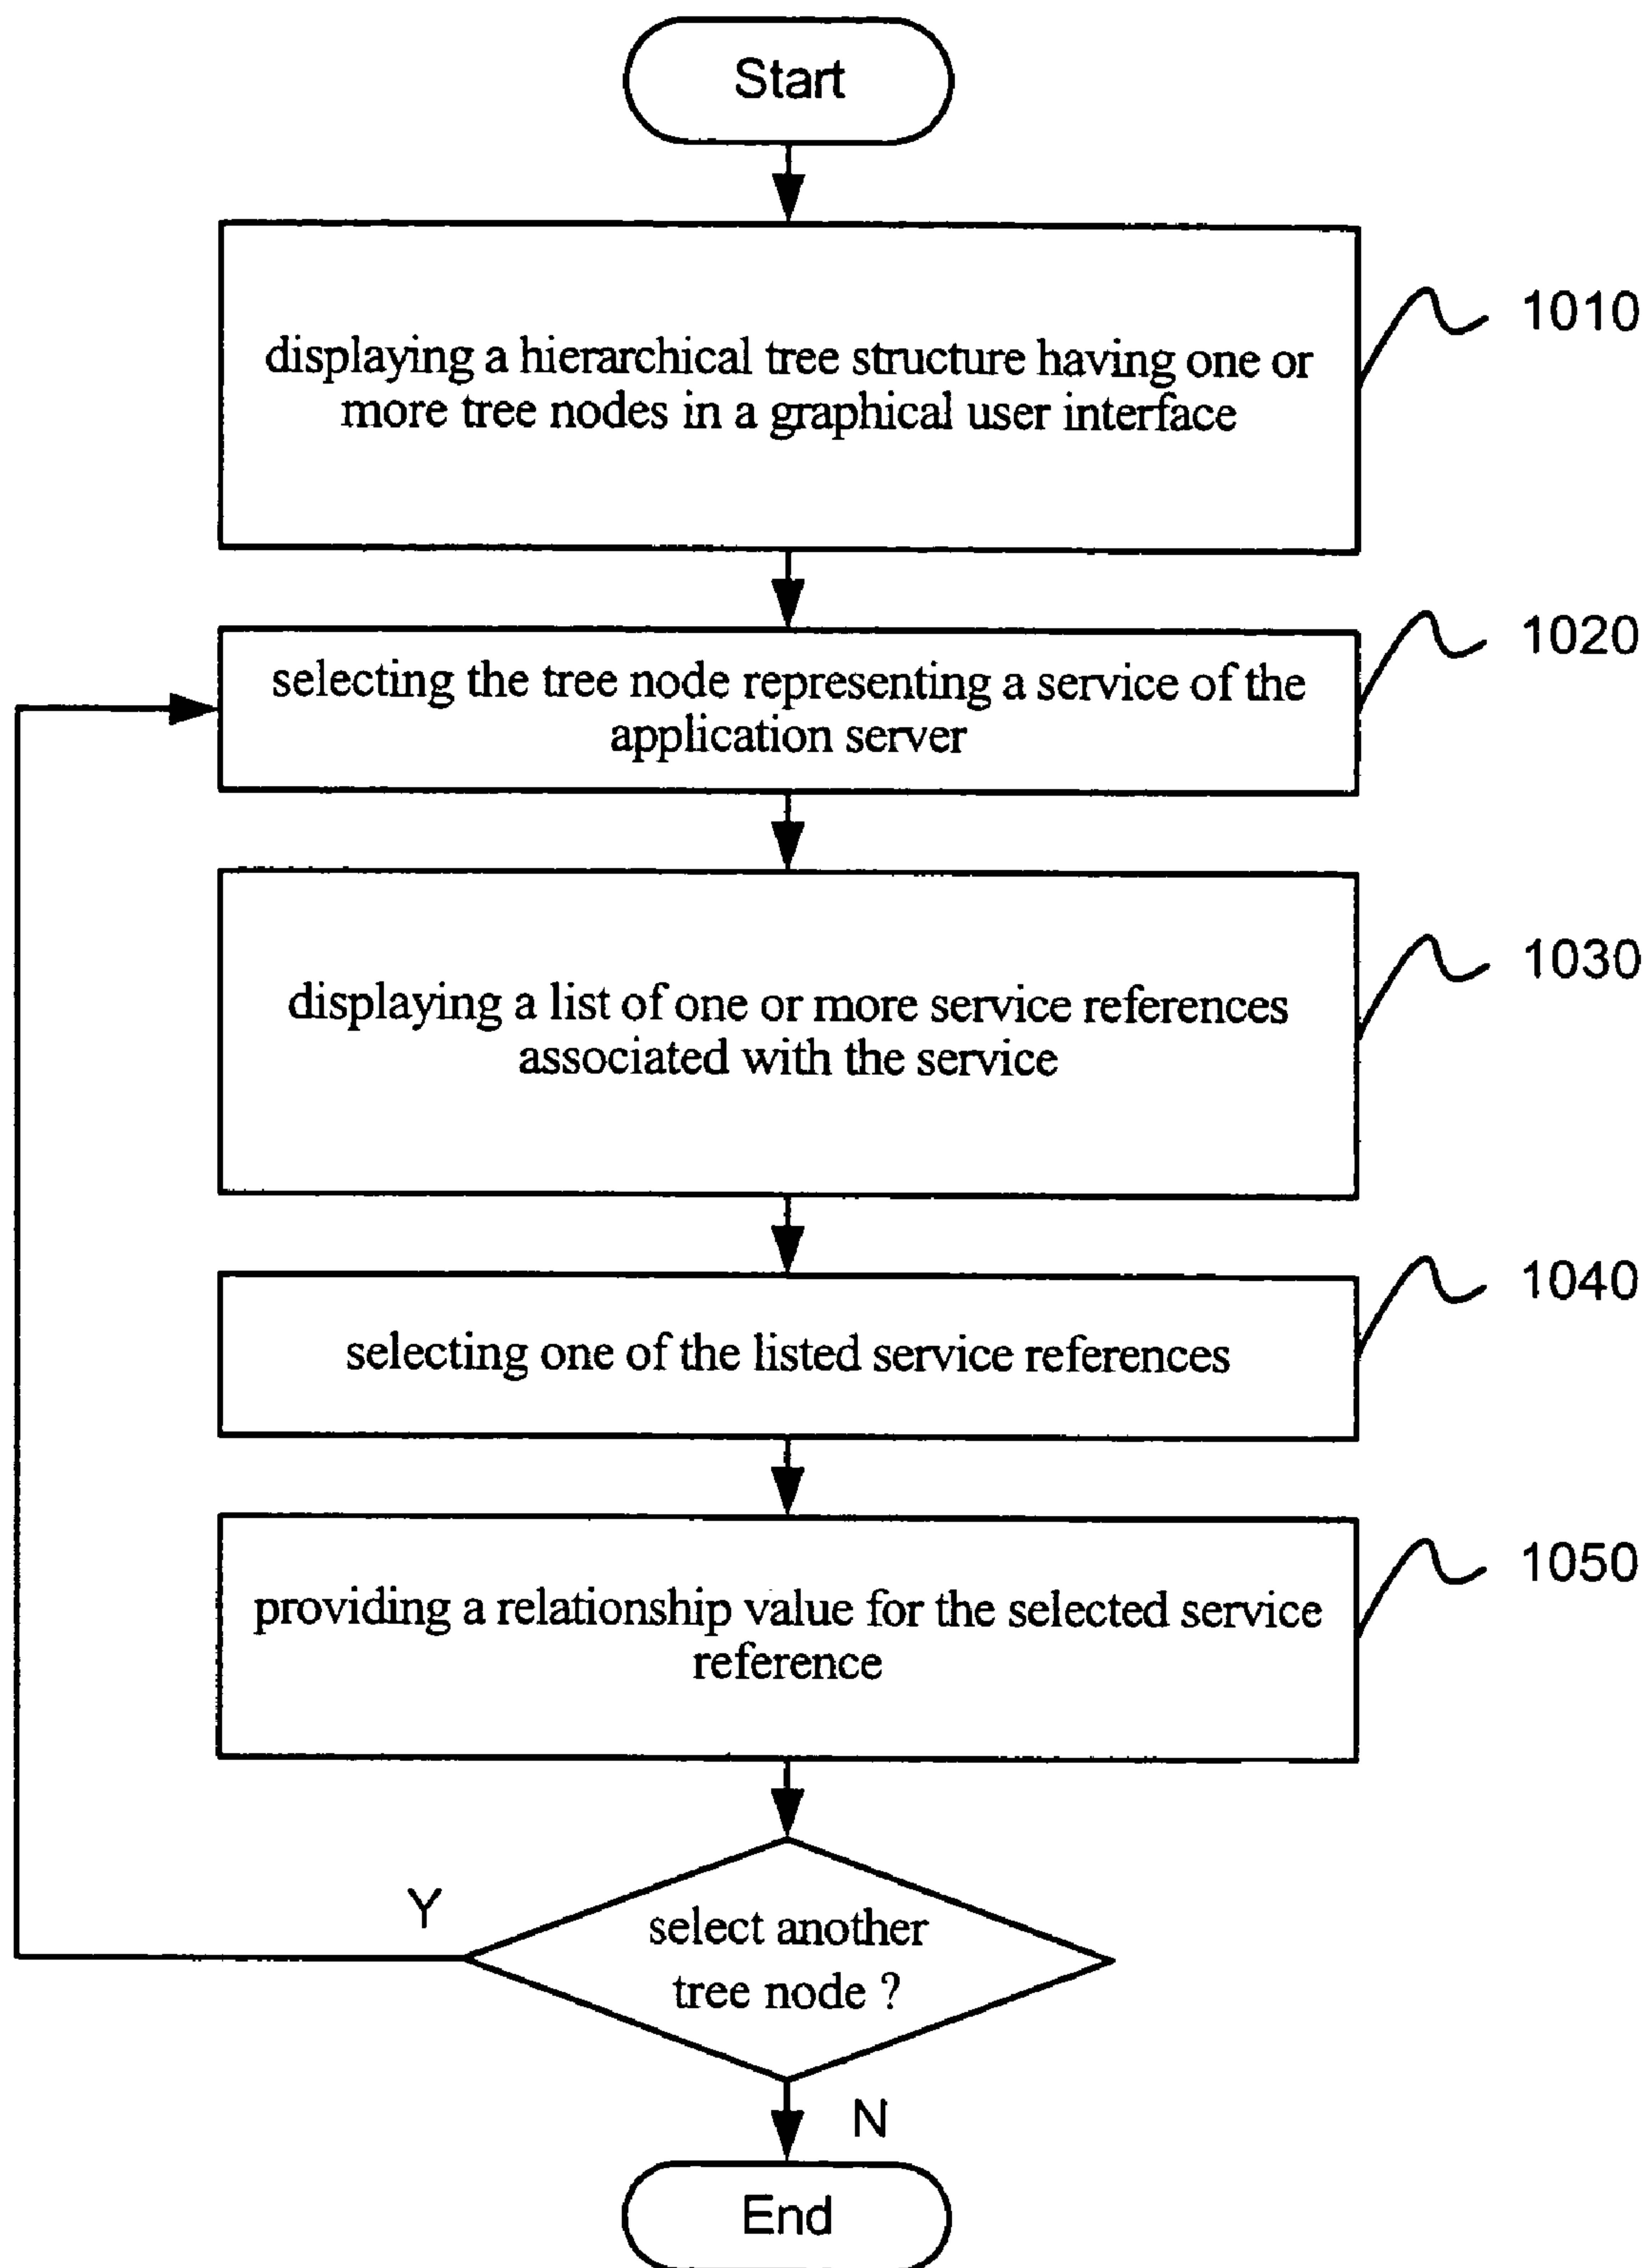 Start
displaying a hierarchical tree structure having one or
more tree nodes in a graphical user interface
1010
selecting the tree node representing a service of the
application server
1020
displaying a list of one or more service references
associated with the service
1030
selecting one of the listed service references
1040
providing a relationship value for the selected service
reference
1050
select another
tree node ?
Y
N
End